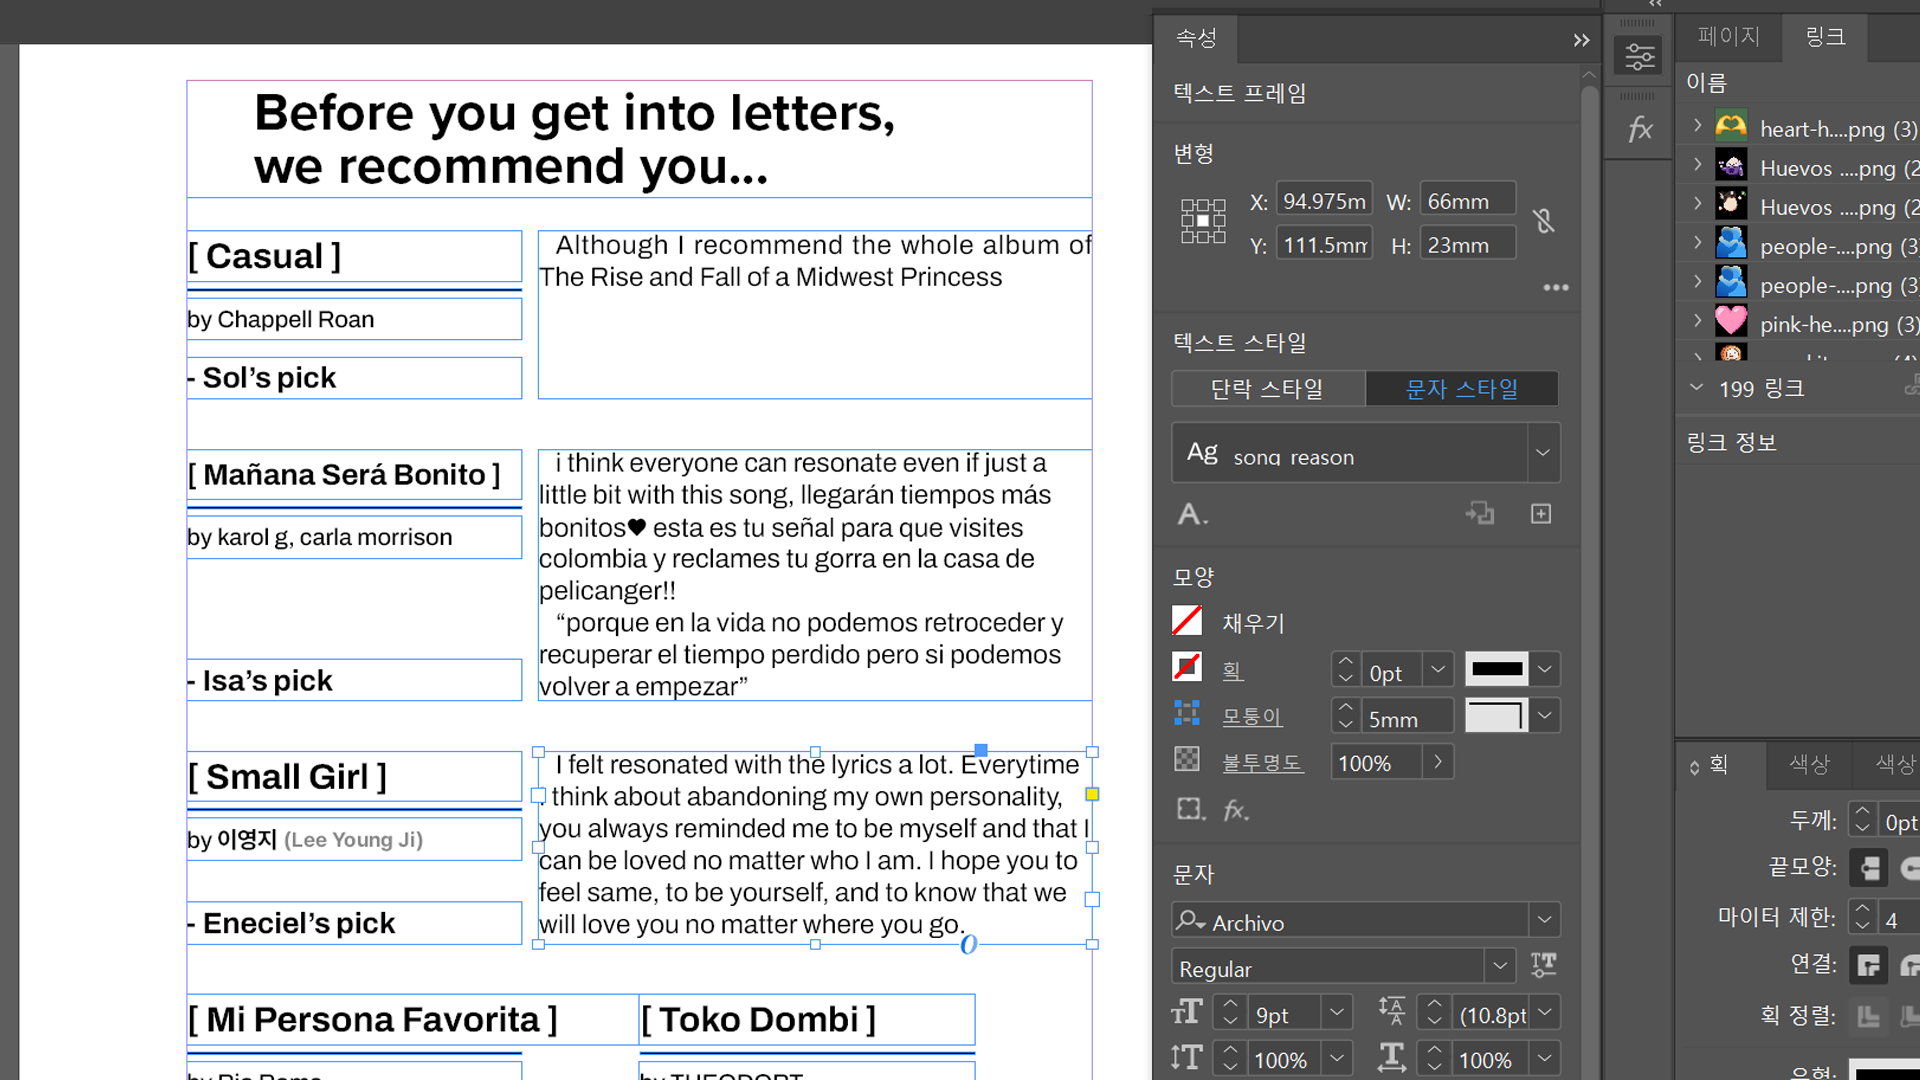 Before you get into letters,
we recommend you...
[ Casual ]
by Chappell Roan
- Sol’s pick
Although I recommend the whole album of
The Rise and Fall of a Midwest Princess
[ Mañana Será Bonito ]
by karol g, carla morrison
- Isa’s pick
i think everyone can resonate even if just a
little bit with this song, llegarán tiempos más
bonitos♥ esta es tu señal para que visites
colombia y reclames tu gorra en la casa de
pelicanger!!
“porque en la vida no podemos retroceder y
recuperar el tiempo perdido pero si podemos
volver a empezar”
[ Small Girl ]
by 이영지 (Lee Young Ji)
- Eneciel’s pick
I felt resonated with the lyrics a lot. Everytime
think about abandoning my own personality,
you always reminded me to be myself and that I
can be loved no matter who I am. I hope you to
feel same, to be yourself, and to know that we
will love you no matter where you go.
[ Mi Persona Favorita ]
[ Toko Dombi ]
속성
텍스트 프레임
변형
X: 94.975m W: 66mm
Y: 111.5mm H: 23mm
텍스트 스타일
단락 스타일 문자 스타일
Ag song reason
A.
모양
채우기
획 0pt
모퉁이 5mm
불투명도 100%
fx.
문자
Archivo
Regular
9pt (10.8pt
100% 100%
fx
페이지 링크
이름
heart-h....png (3)
Huevos ....png (2
Huevos ....png (2
people-....png (3
people-....png (3
pink-he....png (3)
199 링크
링크 정보
획 색상 색상
두께: 0pt
끝모양:
마이터 제한: 4
연결:
획 정렬: